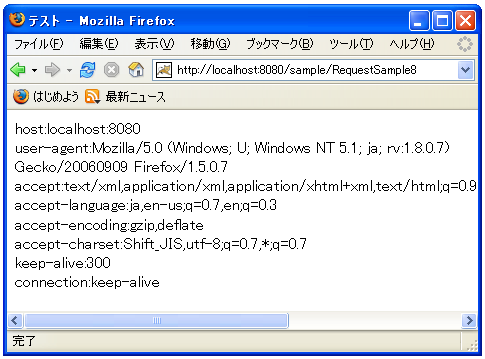 テスト - Mozilla Firefox
ファイル(F) 編集(E) 表示(V) 移動(G) ブックマーク(B) ツール(T) ヘルプ(H)
http://localhost:8080/sample/RequestSample8
はじめよう 最新ニュース
host:localhost:8080
user-agent:Mozilla/5.0 (Windows; U; Windows NT 5.1; ja; rv:1.8.0.7)
Gecko/20060909 Firefox/1.5.0.7
accept:text/xml,application/xml,application/xhtml+xml,text/html;q=0.9
accept-language:ja,en-us;q=0.7,en;q=0.3
accept-encoding:gzip,deflate
accept-charset:Shift_JIS,utf-8;q=0.7,*;q=0.7
keep-alive:300
connection:keep-alive
完了